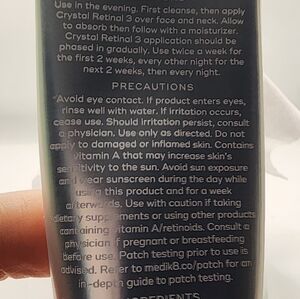 Use in the evening. First cleanse, then apply
Crystal Retinal 3 over face and neck. Allow
to absorb then follow with a moisturizer.
Crystal Retinal 3 application should be
phased in gradually. Use twice a week for
the first 2 weeks, every other night for the
next 2 weeks, then every night.
PRECAUTIONS
"Avoid eye contact. If product enters eyes,
rinse well with water. If irritation occurs,
cease use. Should irritation persist, consult
a physician. Use only as directed. Do not
apply to damaged or inflamed skin. Contains
vitamin A that may increase skin's
sensitivity to the sun. Avoid sun exposure
and wear sunscreen during the day while
using this product and for a week
afterwards. Use with caution if taking
dietary supplements or using other products
containing vitamin A/retinoids. Consult a
physician if pregnant or breastfeeding
before use. Patch testing prior to use is
advised. Refer to medik8.co/patch for an
in-depth guide to patch testing.
INGREDIENTS